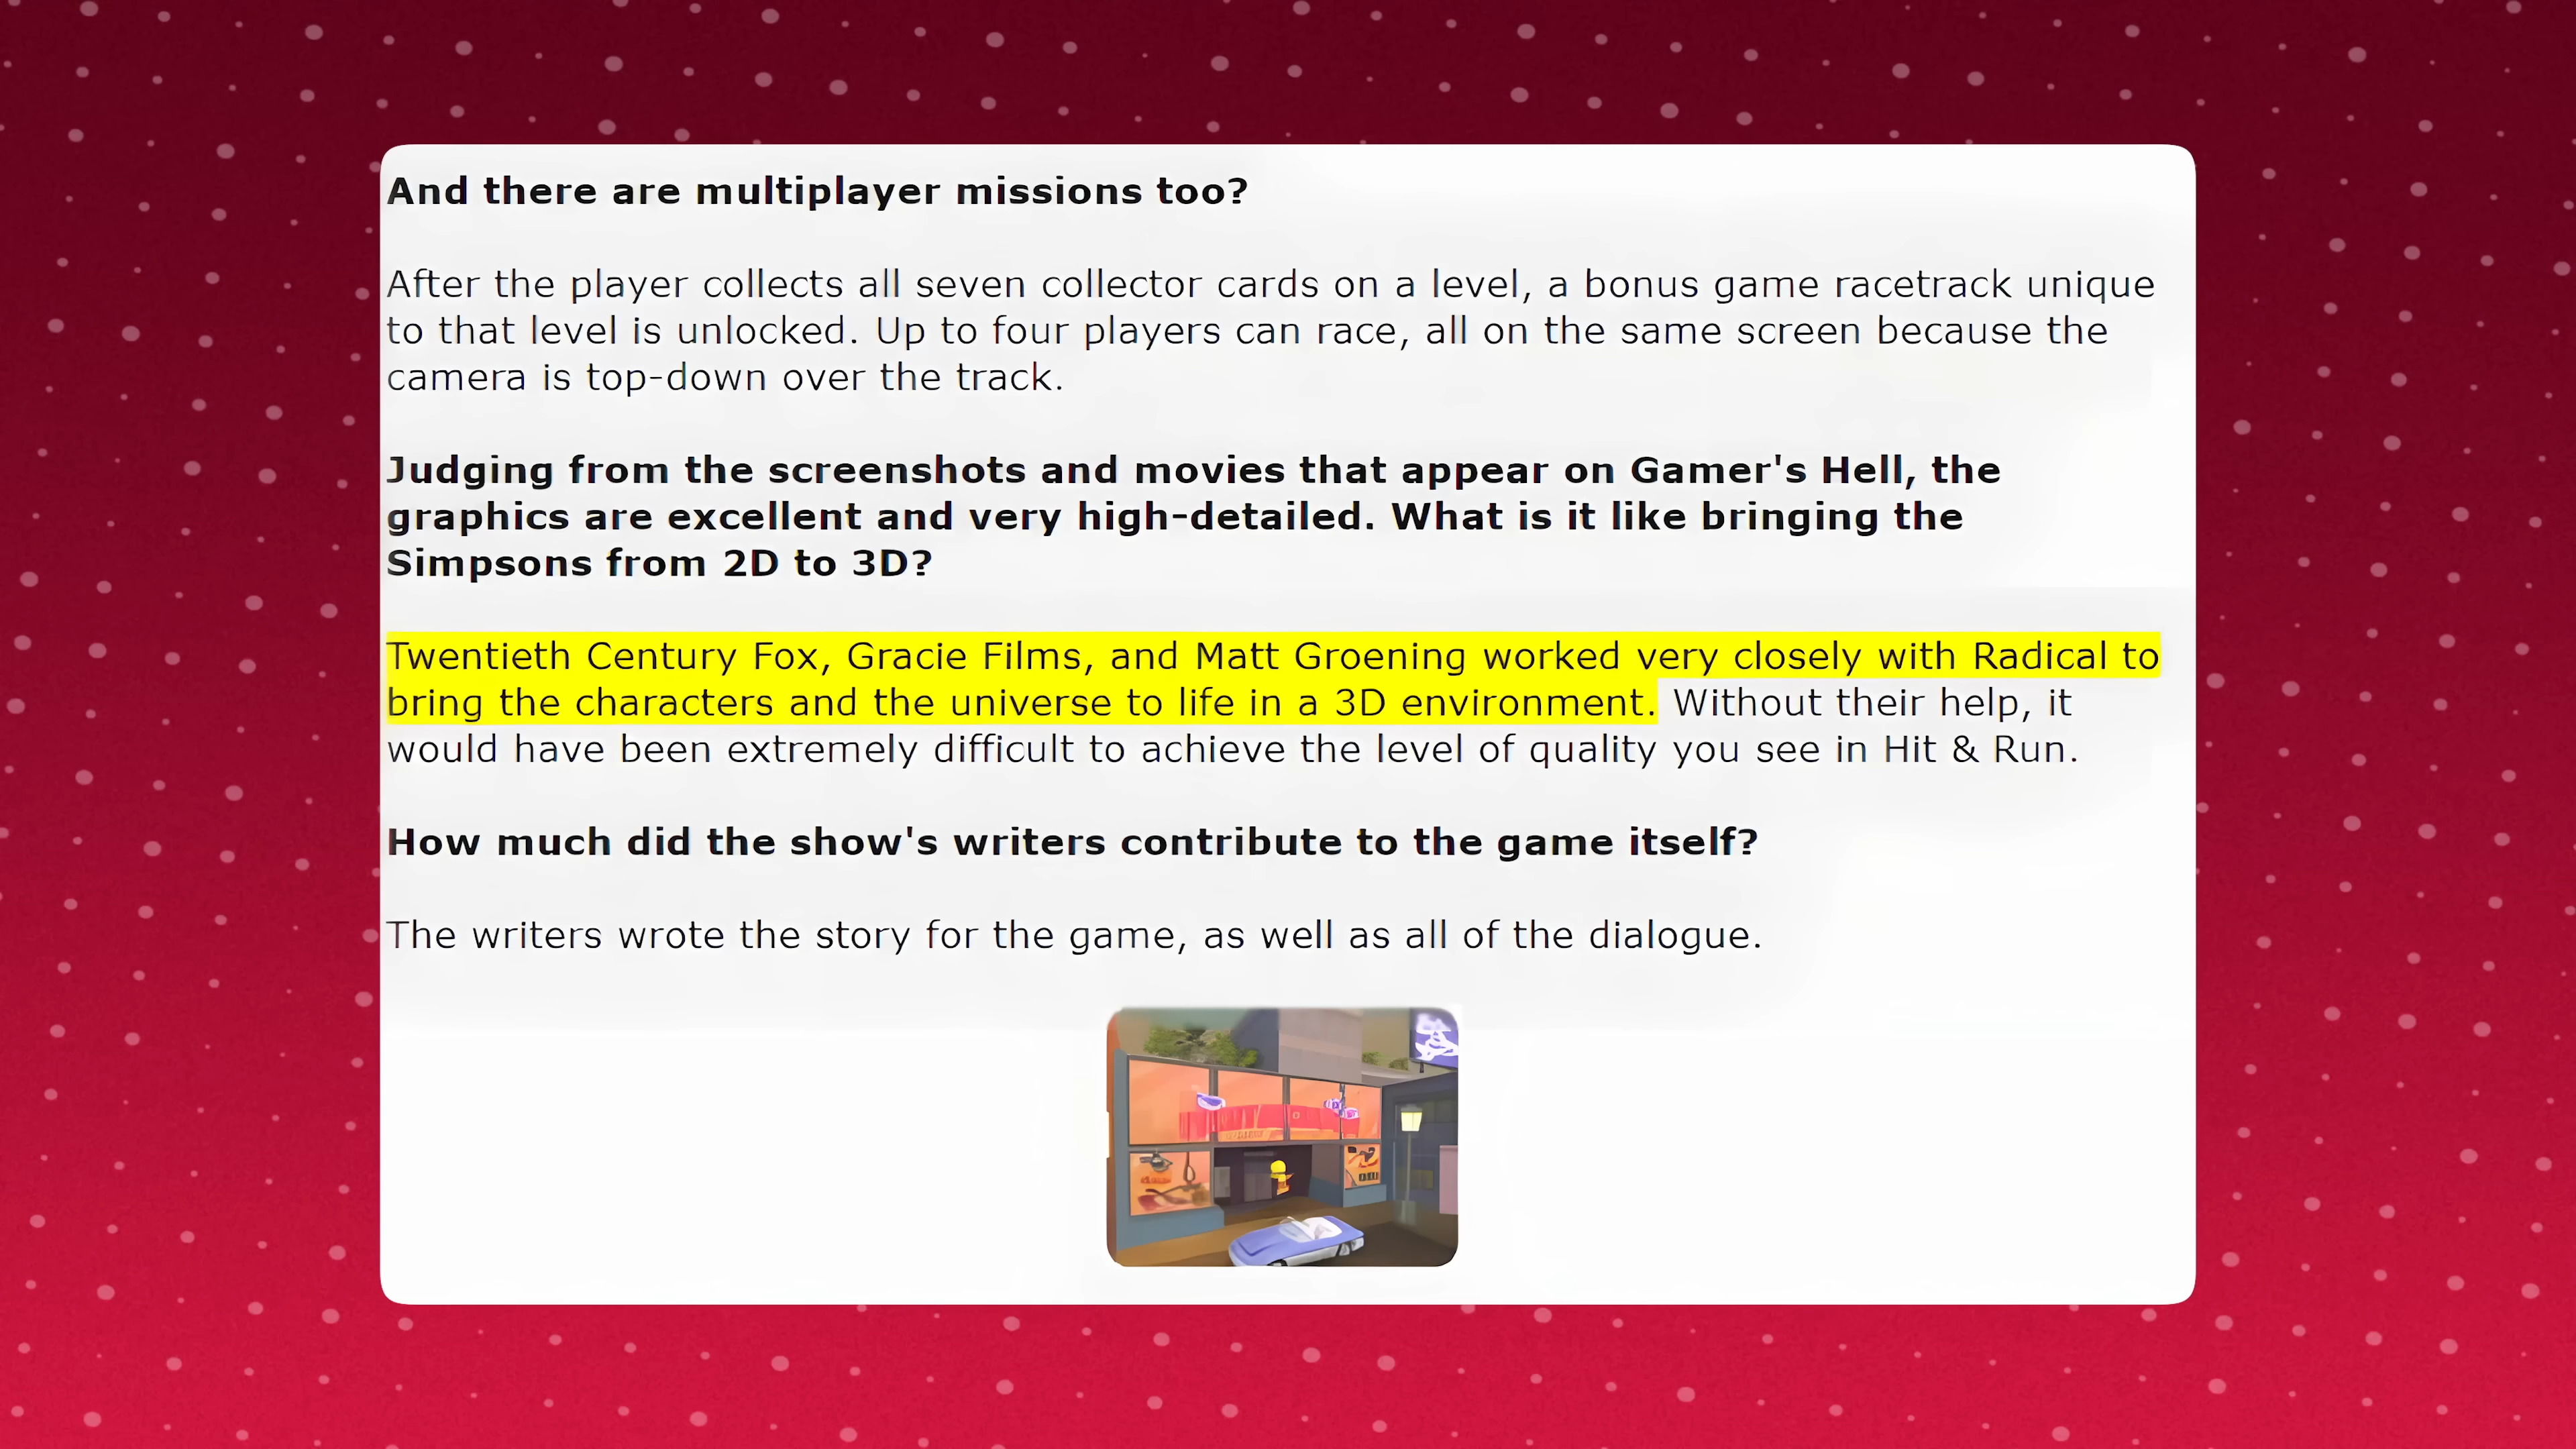 And there are multiplayer missions too?
After the player collects all seven collector cards on a level, a bonus game racetrack unique
to that level is unlocked. Up to four players can race, all on the same screen because the
camera is top-down over the track.
Judging from the screenshots and movies that appear on Gamer's Hell, the
graphics are excellent and very high-detailed. What is it like bringing the
Simpsons from 2D to 3D?
Twentieth Century Fox, Gracie Films, and Matt Groening worked very closely with Radical to
bring the characters and the universe to life in a 3D environment. Without their help, it
would have been extremely difficult to achieve the level of quality you see in Hit & Run.
How much did the show's writers contribute to the game itself?
The writers wrote the story for the game, as well as all of the dialogue.